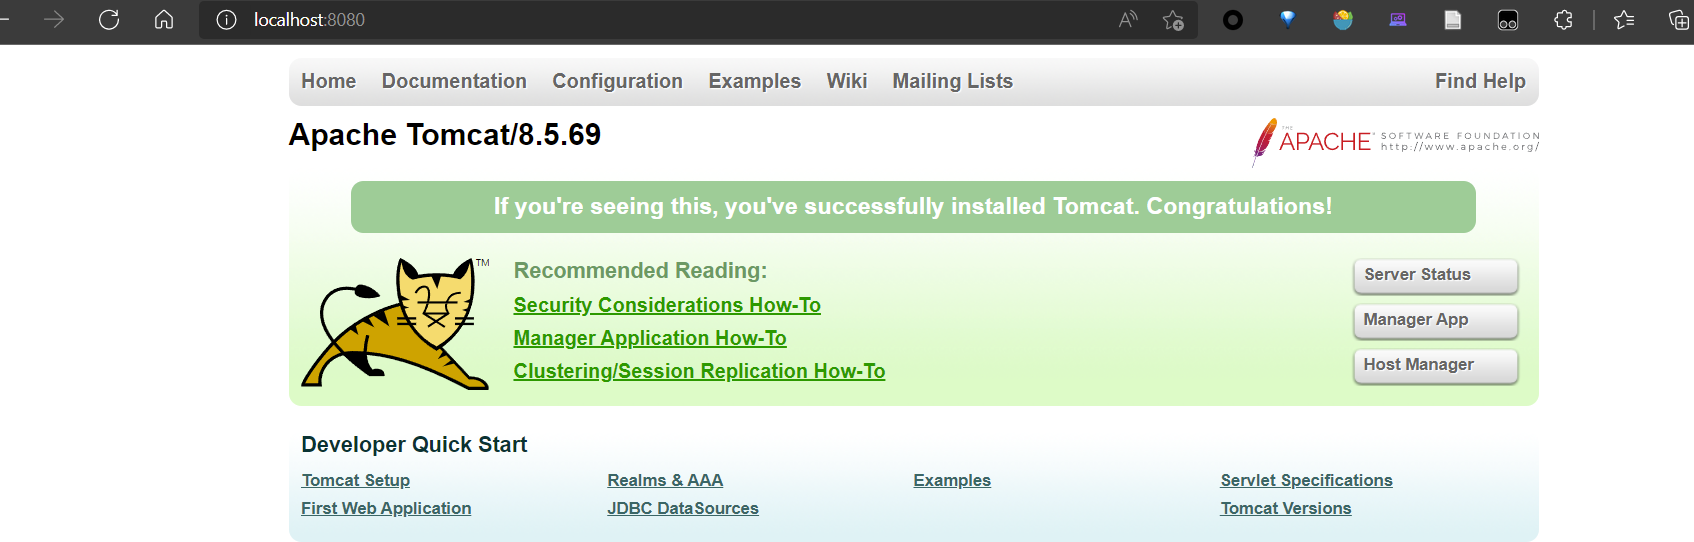 localhost:8080
Home Documentation Configuration Examples Wiki Mailing Lists Find Help
Apache Tomcat/8.5.69
THE
APACHE SOFTWARE FOUNDATION
http://www.apache.org/
If you're seeing this, you've successfully installed Tomcat. Congratulations!
TM
Recommended Reading:
Security Considerations How-To
Manager Application How-To
Clustering/Session Replication How-To
Server Status
Manager App
Host Manager
Developer Quick Start
Tomcat Setup Realms & AAA Examples Servlet Specifications
First Web Application JDBC DataSources Tomcat Versions